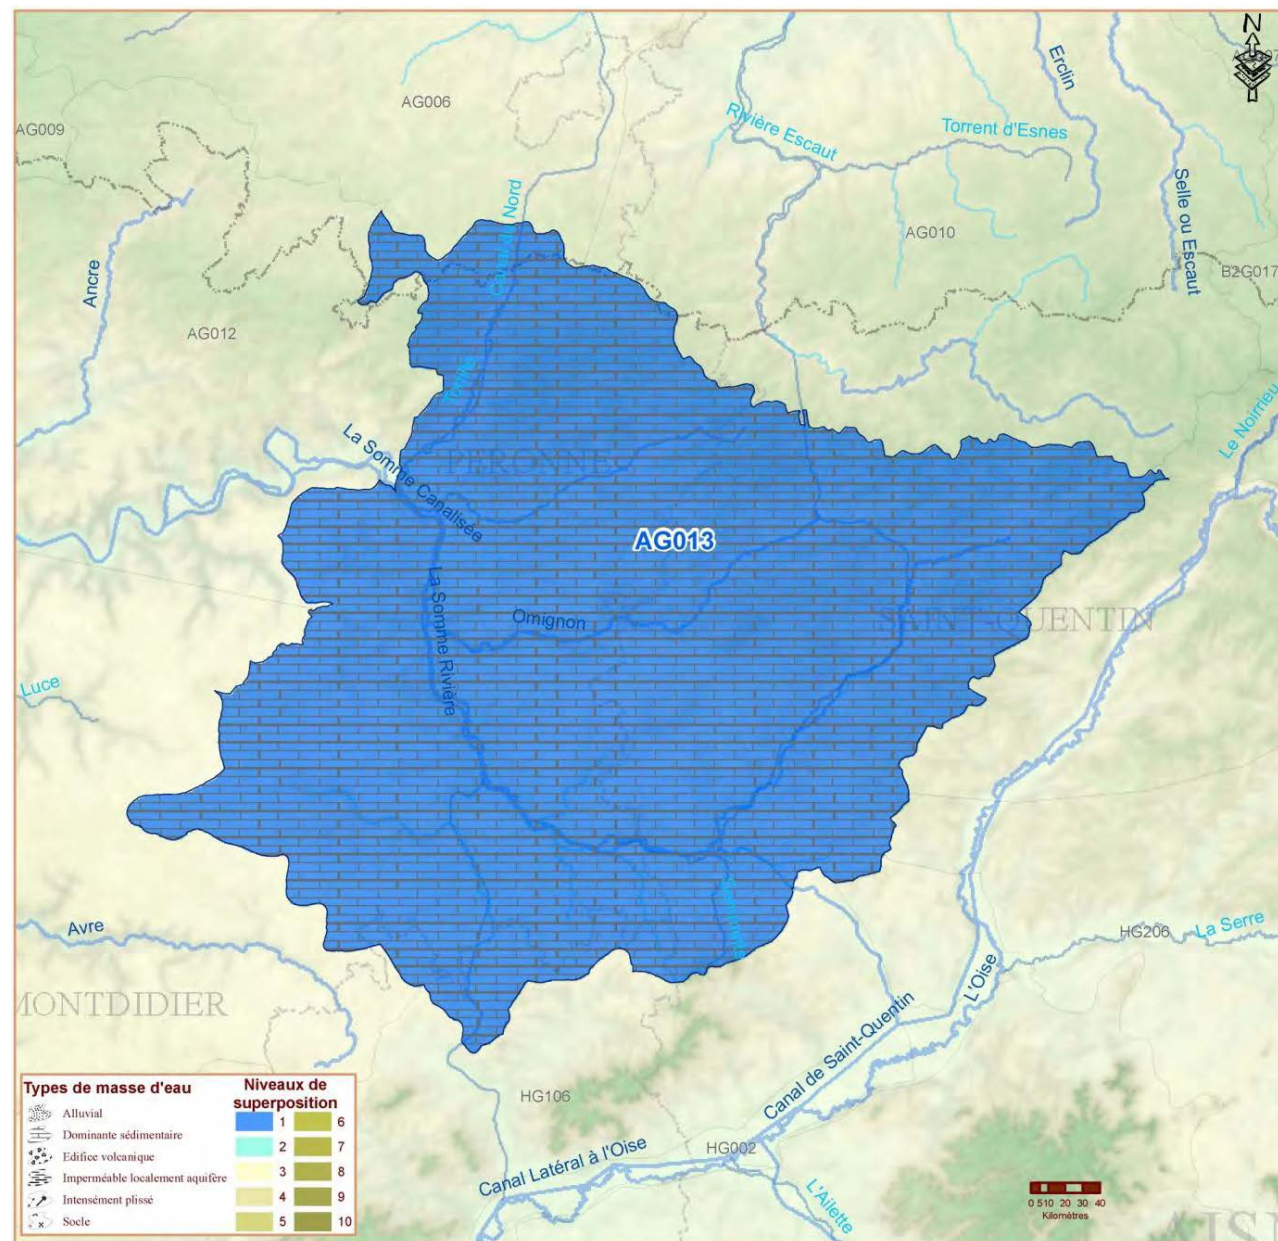 N
AG006
AG009
Erclin
Rivière Escaut
Torrent d'Esnes
Selle ou Escaut
Canal du Nord
AG010
B2G017
Ancre
AG012
Tortille
Le Noirrieu
La Somme Canalisée
PERONNE
AG013
La Somme Rivière
Omignon
SAINT-QUENTIN
Luce
Avre
HG206
La Serre
L'Oise
MONTDIDIER
Canal de Saint-Quentin
HG106
HG002
Canal Latéral à l'Oise
L'Ailette
Types de masse d'eau
Alluvial
Dominante sédimentaire
Edifice volcanique
Imperméable localement aquifère
Intensément plissé
Socle
Niveaux de
superposition
1 6
2 7
3 8
4 9
5 10
0 5 10 20 30 40
Kilomètres